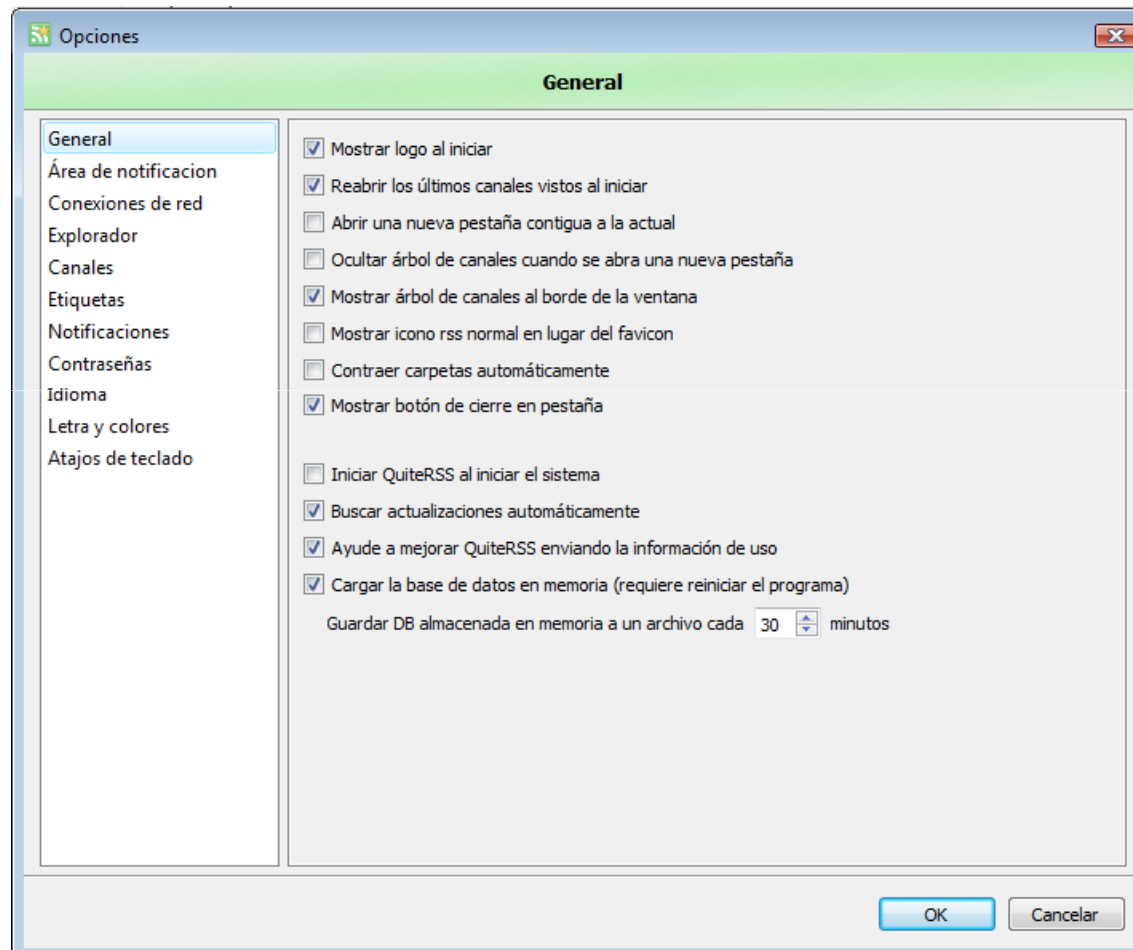 Opciones
General
General
Área de notificacion
Conexiones de red
Explorador
Canales
Etiquetas
Notificaciones
Contraseñas
Idioma
Letra y colores
Atajos de teclado
Mostrar logo al iniciar
Reabrir los últimos canales vistos al iniciar
Abrir una nueva pestaña contigua a la actual
Ocultar árbol de canales cuando se abra una nueva pestaña
Mostrar árbol de canales al borde de la ventana
Mostrar icono rss normal en lugar del favicon
Contraer carpetas automáticamente
Mostrar botón de cierre en pestaña
Iniciar QuiteRSS al iniciar el sistema
Buscar actualizaciones automáticamente
Ayude a mejorar QuiteRSS enviando la información de uso
Cargar la base de datos en memoria (requiere reiniciar el programa)
Guardar DB almacenada en memoria a un archivo cada 30 minutos
OK Cancelar